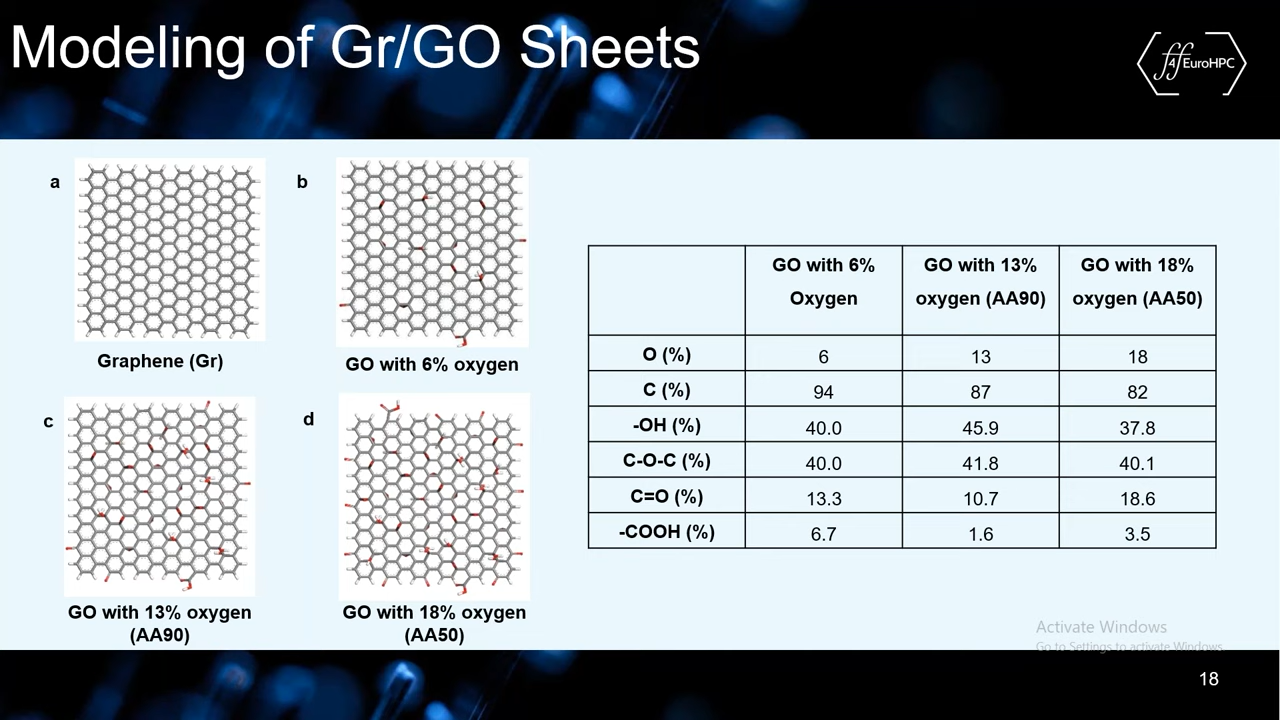 Modeling of Gr/GO Sheets
ff4EuroHPC
a
b
Graphene (Gr)
GO with 6% oxygen
c
d
GO with 13% oxygen
(AA90)
GO with 18% oxygen
(AA50)
GO with 6% Oxygen
GO with 13% oxygen (AA90)
GO with 18% oxygen (AA50)
O (%) 6 13 18
C (%) 94 87 82
-OH (%) 40.0 45.9 37.8
C-O-C (%) 40.0 41.8 40.1
C=O (%) 13.3 10.7 18.6
-COOH (%) 6.7 1.6 3.5
Activate Windows
Go to Settings to activate Windows
18